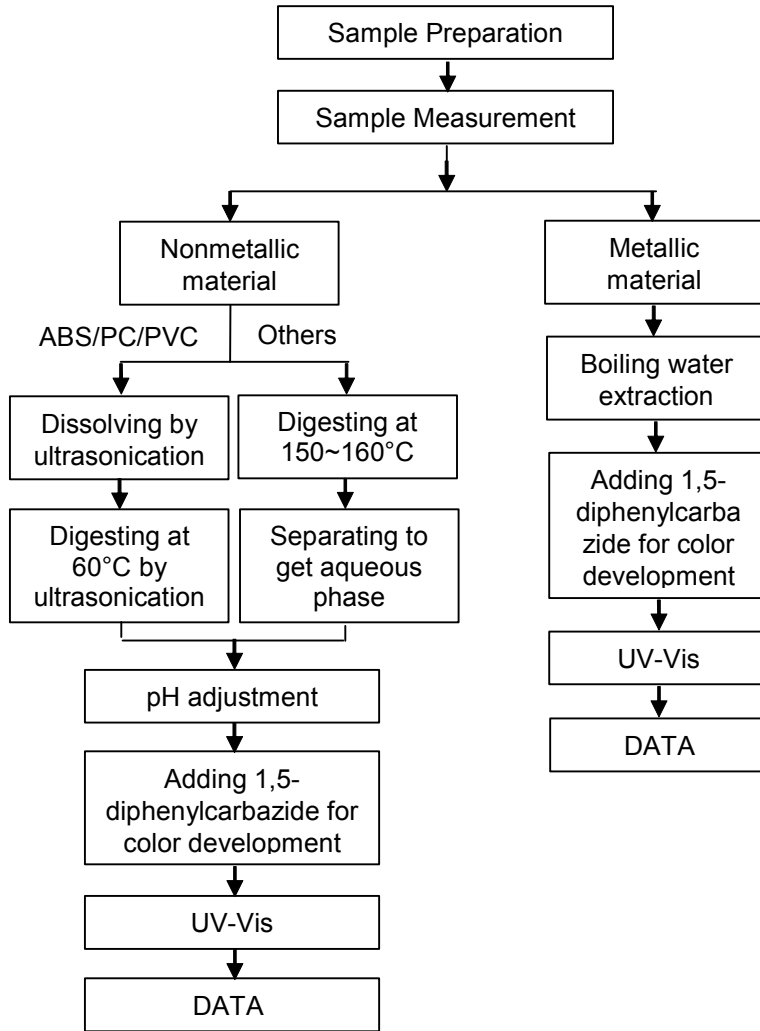 Sample Preparation
Sample Measurement
Nonmetallic
material
ABS/PC/PVC
Others
Dissolving by
ultrasonication
Digesting at
150~160°C
Digesting at
60°C by
ultrasonication
Separating to
get aqueous
phase
pH adjustment
Adding 1,5-
diphenylcarbazide for
color development
UV-Vis
DATA
Metallic
material
Boiling water
extraction
Adding 1,5-
diphenylcarba
zide for color
development
UV-Vis
DATA